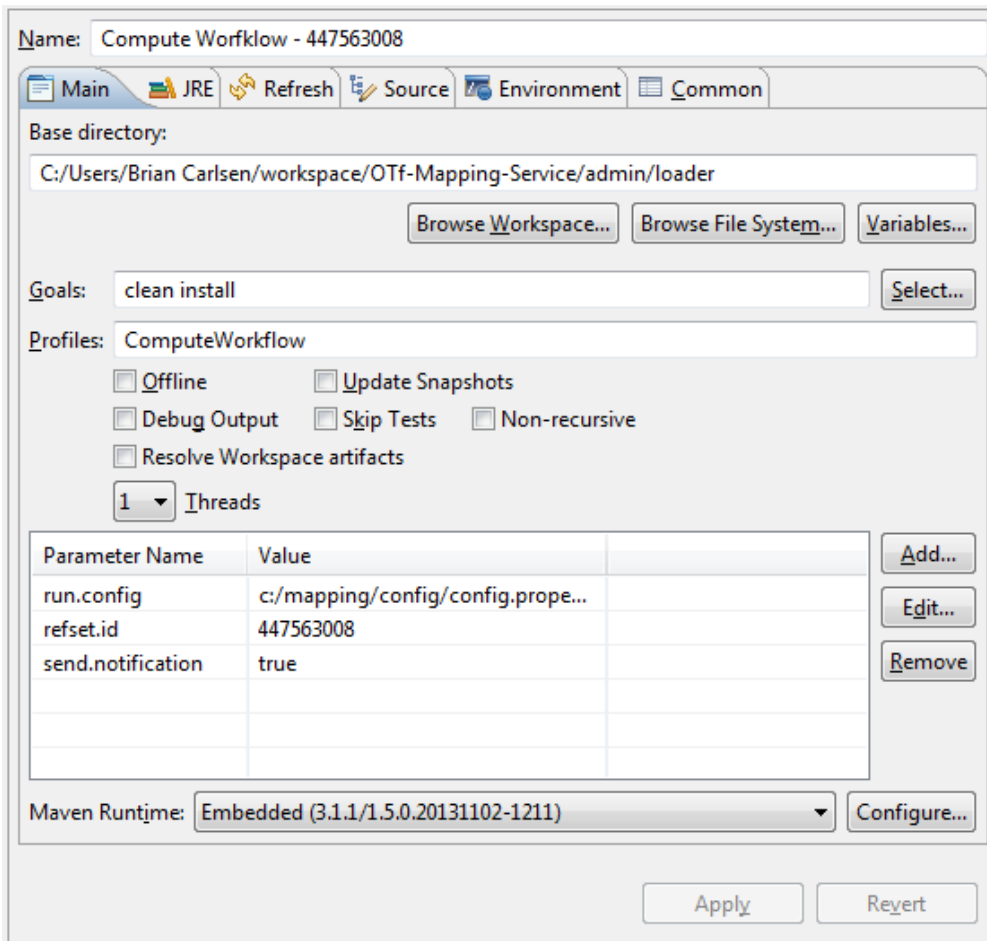 Name: Compute Worfklow - 447563008
Main JRE Refresh Source Environment Common
Base directory:
C:/Users/Brian Carlsen/workspace/OTf-Mapping-Service/admin/loader
Browse Workspace... Browse File System... Variables...
Goals: clean install Select...
Profiles: ComputeWorkflow
Offline Update Snapshots
Debug Output Skip Tests Non-recursive
Resolve Workspace artifacts
1 Threads
Parameter Name Value Add...
run.config c:/mapping/config/config.prope... Edit...
refset.id 447563008
send.notification true Remove
Maven Runtime: Embedded (3.1.1/1.5.0.20131102-1211) Configure...
Apply Revert